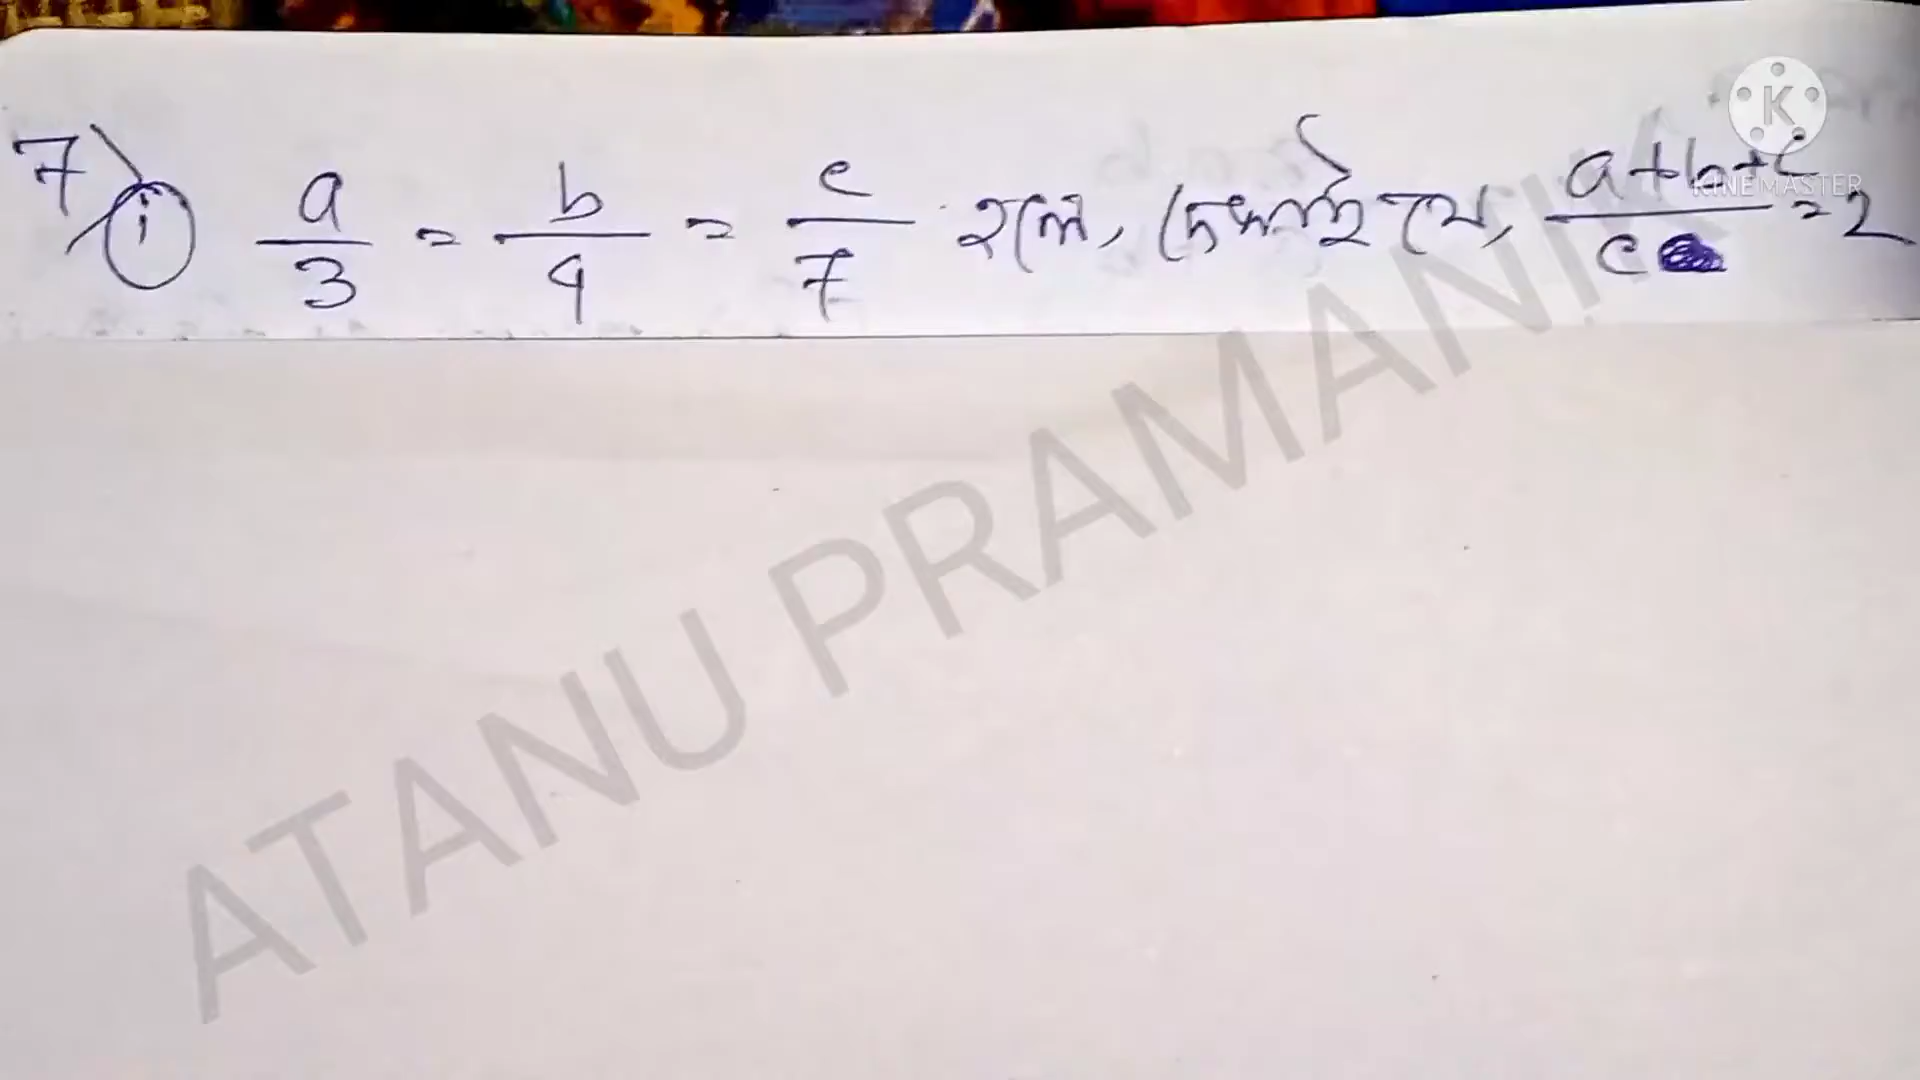 7) (i) a/3 = b/4 = c/7 হলে, দেখাই যে, a+b+c/c = 2
KINEMASTER
ATANU PRAMANIK